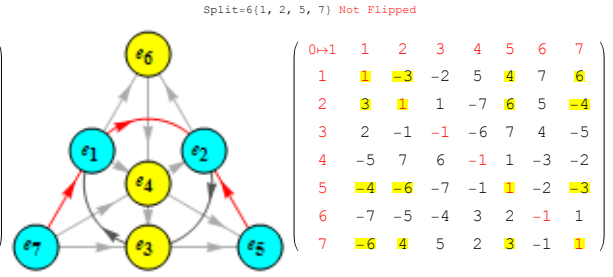 Split=6{1, 2, 5, 7} Not Flipped
e6
e1
e2
e4
e7
e3
e5
0↦1 1 2 3 4 5 6 7
1 1 -3 -2 5 4 7 6
2 3 1 1 -7 6 5 -4
3 2 -1 -1 -6 7 4 -5
4 -5 7 6 -1 1 -3 -2
5 -4 -6 -7 -1 1 -2 -3
6 -7 -5 -4 3 2 -1 1
7 -6 4 5 2 3 -1 1